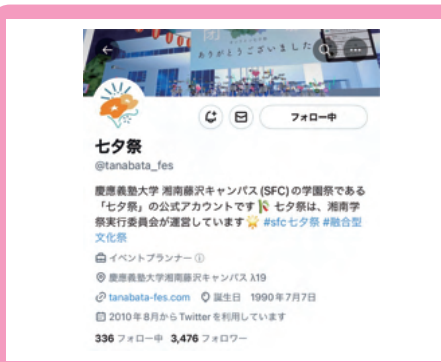 閉
ありがとうございました
フォロー中
七夕祭
@tanabata_fes
慶應義塾大学 湘南藤沢キャンパス (SFC) の学園祭である
「七夕祭」の公式アカウントです 七夕祭は、湘南学
祭実行委員会が運営しています #sfc七夕祭 #融合型
文化祭
イベントプランナー
慶應義塾大学湘南藤沢キャンパス λ19
tanabata-fes.com 誕生日 1990年7月7日
2010年8月からTwitterを利用しています
336 フォロー中 3,476 フォロワー